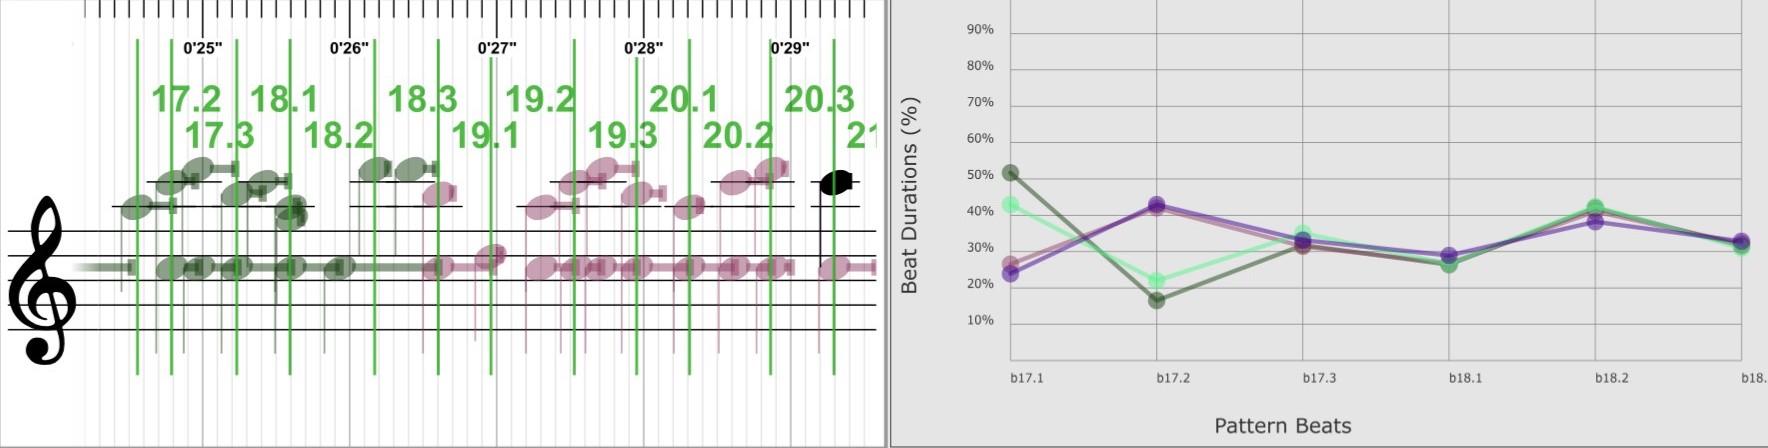 0'25" 0'26" 0'27" 0'28" 0'29"
17.2 18.1 18.3 19.2 20.1 20.3
17.3 18.2 19.1 19.3 20.2 21
90%
80%
70%
60%
50%
40%
30%
20%
10%
Beat Durations (%)
b17.1 b17.2 b17.3 b18.1 b18.2 b18.
Pattern Beats